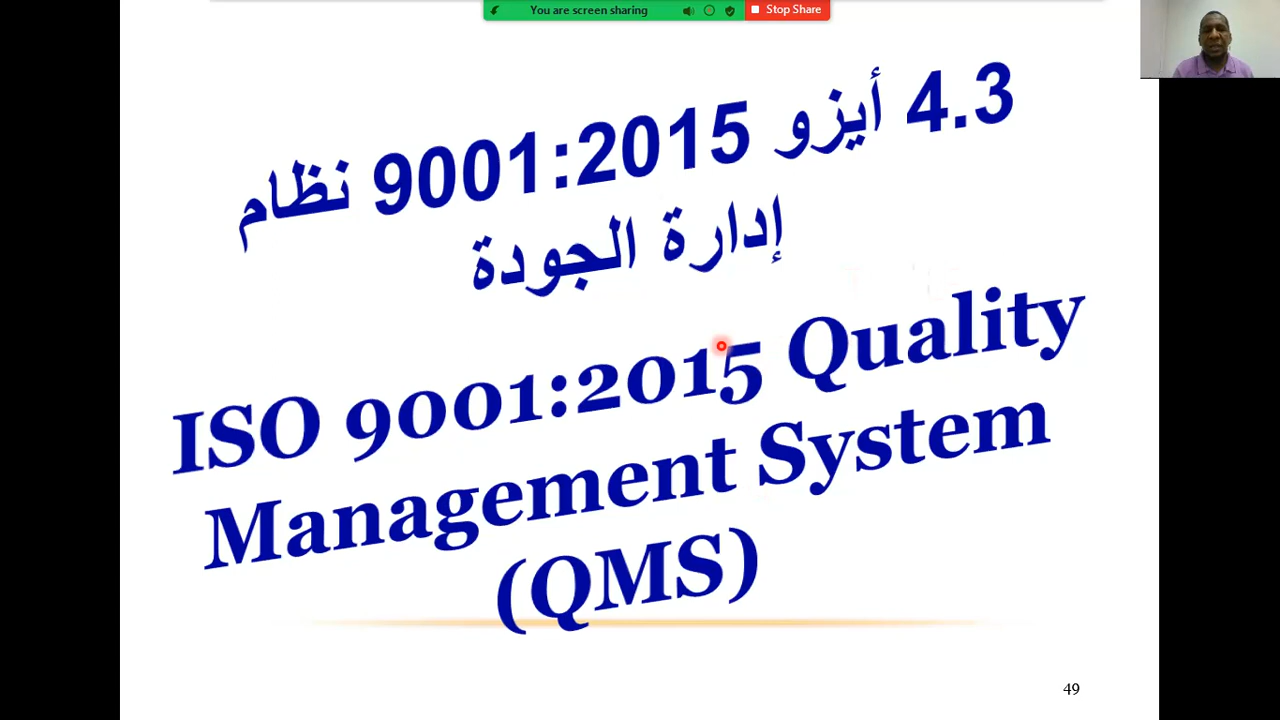 You are screen sharing
Stop Share
4.3 أيزو 9001:2015 نظام
إدارة الجودة
ISO 9001:2015 Quality
Management System
(QMS)
49